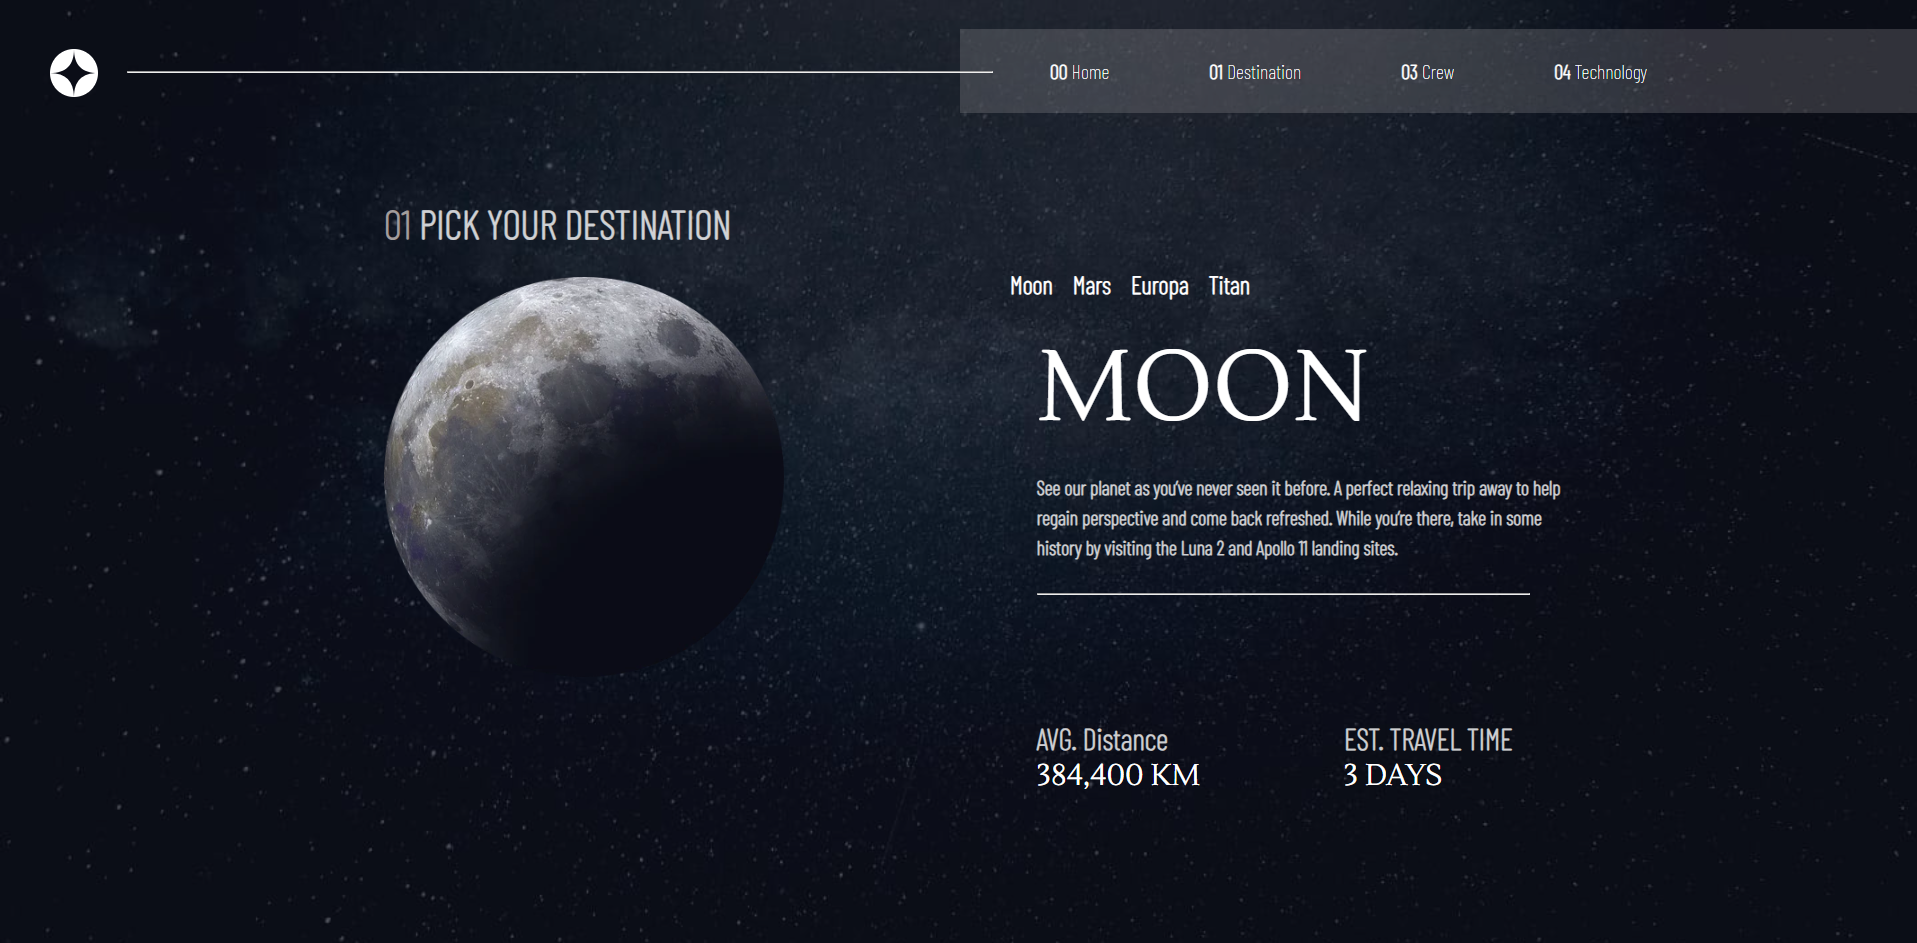 00 Home 01 Destination 03 Crew 04 Technology
01 PICK YOUR DESTINATION
Moon Mars Europa Titan
MOON
See our planet as you've never seen it before. A perfect relaxing trip away to help
regain perspective and come back refreshed. While you're there, take in some
history by visiting the Luna 2 and Apollo 11 landing sites.
AVG. Distance
384,400 KM
EST. TRAVEL TIME
3 DAYS